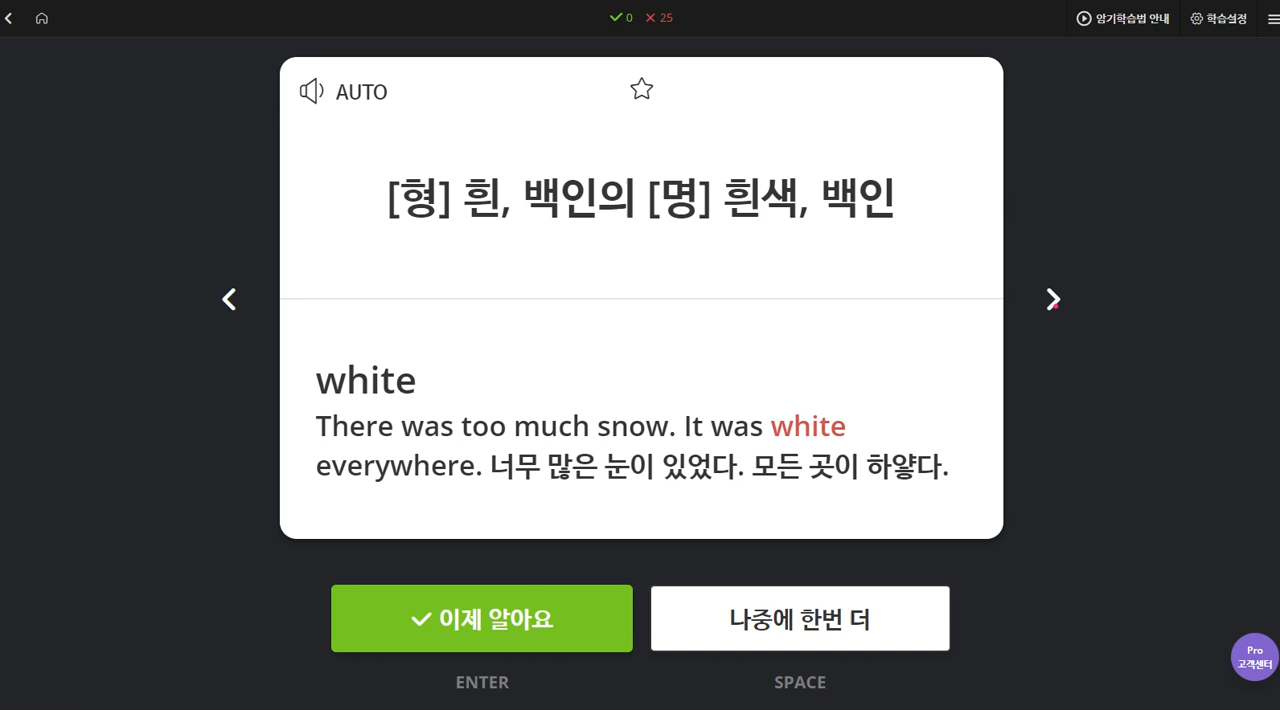 0 25 암기학습법 안내 학습설정
AUTO
[형] 흰, 백인의 [명] 흰색, 백인
white
There was too much snow. It was white
everywhere. 너무 많은 눈이 있었다. 모든 곳이 하얗다.
이제 알아요 나중에 한번 더
Pro
고객센터
ENTER SPACE